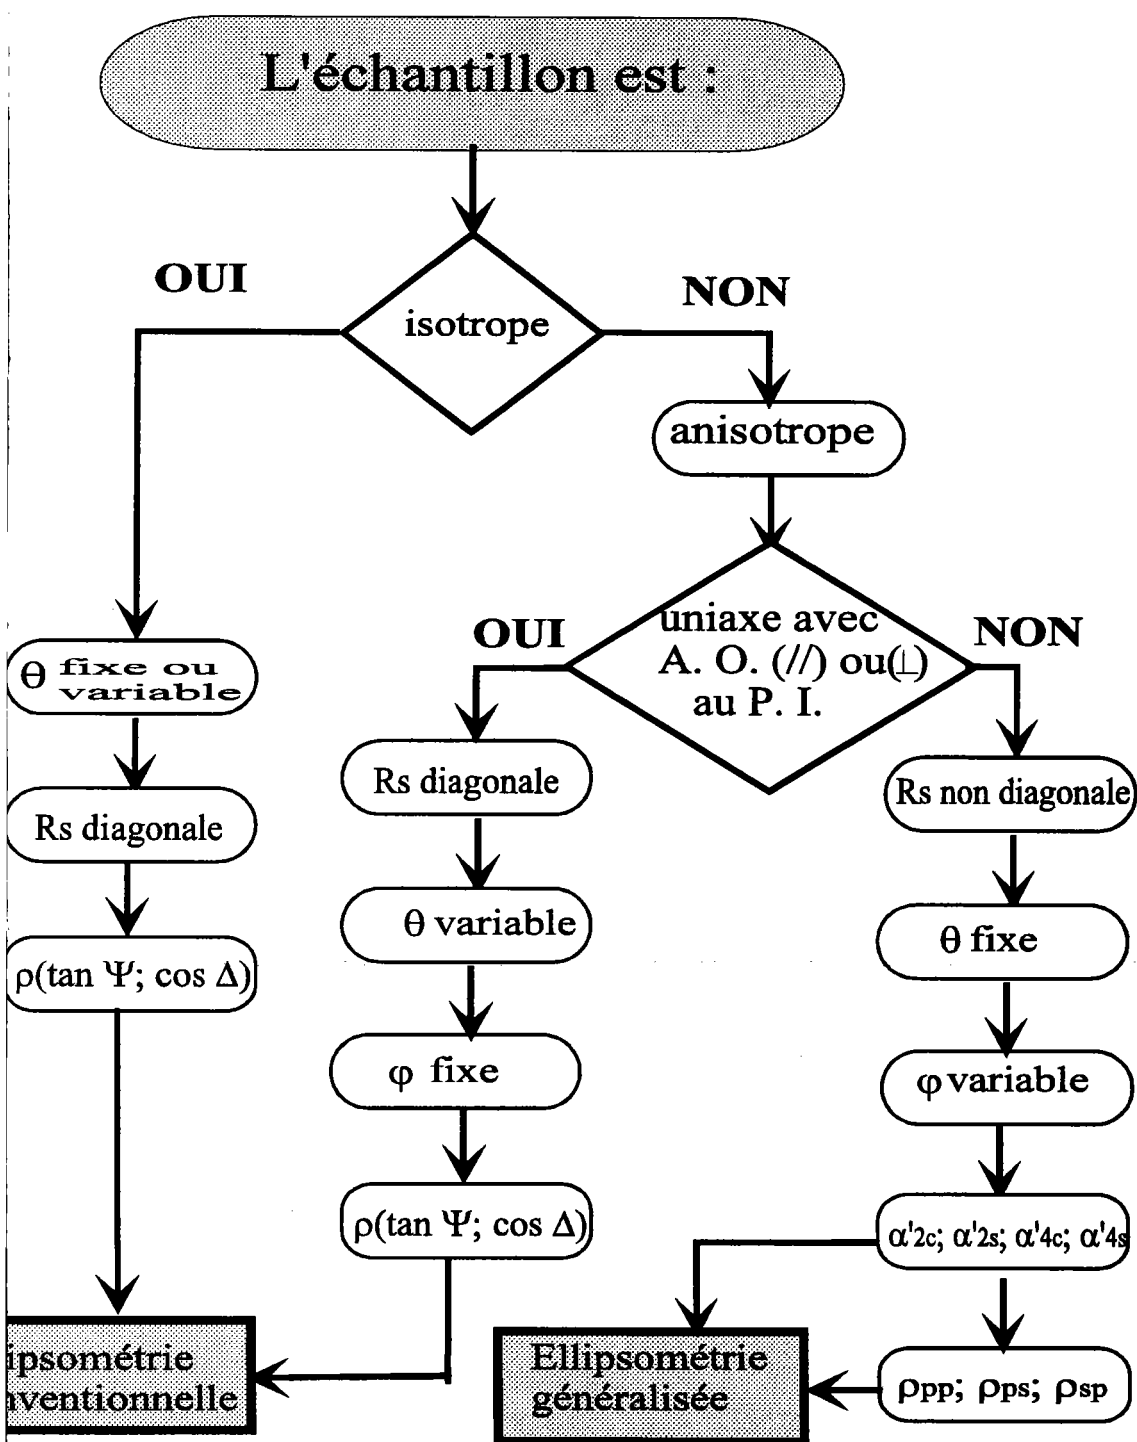 L'échantillon est :
OUI
NON
isotrope
anisotrope
uniaxe avec
A. O. (//) ou(⊥)
au P. I.
OUI
NON
θ fixe ou
variable
Rs diagonale
ρ(tan Ψ; cos Δ)
Rs diagonale
θ variable
φ fixe
ρ(tan Ψ; cos Δ)
Rs non diagonale
θ fixe
φ variable
α'2c; α'2s; α'4c; α'4s
ρpp; ρps; ρsp
ipsométrie
nventionnelle
Ellipsométrie
généralisée